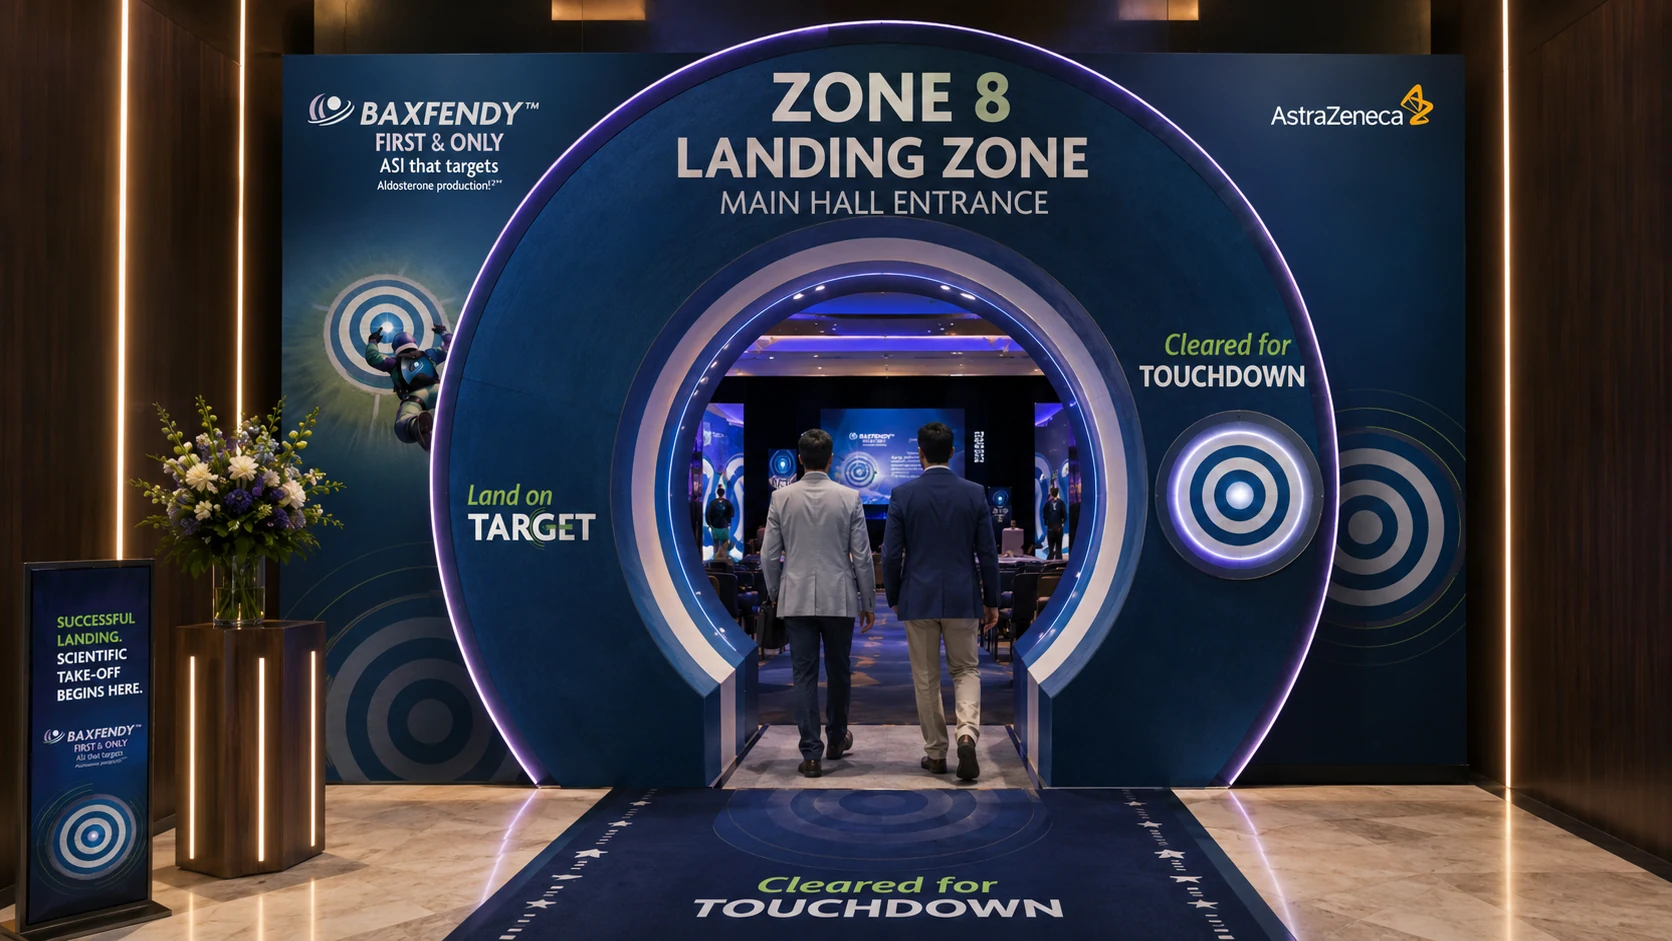 BAXFENDY™
FIRST & ONLY
ASI that targets
Aldosterone production!²**
ZONE 8
LANDING ZONE
MAIN HALL ENTRANCE
AstraZeneca
Cleared for
TOUCHDOWN
Land on
TARGET
BAXFENDY™
SUCCESSFUL
LANDING.
SCIENTIFIC
TAKE-OFF
BEGINS HERE.
BAXFENDY™
FIRST & ONLY
ASI that targets
Cleared for
TOUCHDOWN